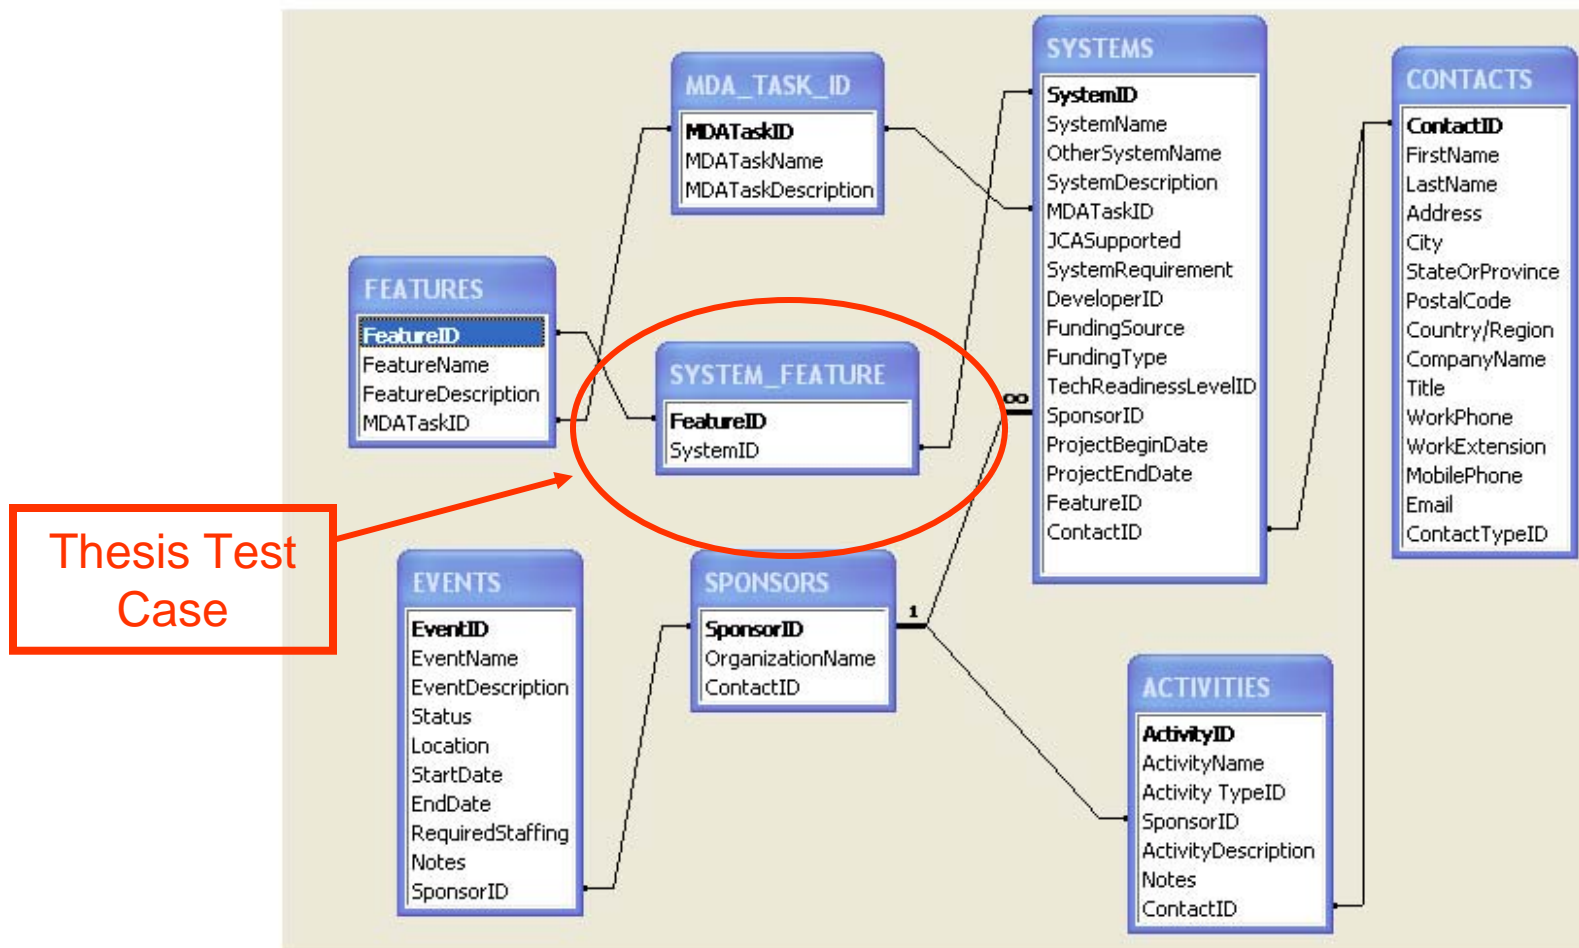 MDA_TASK_ID
MDATaskID
MDATaskName
MDATaskDescription
SYSTEMS
SystemID
SystemName
OtherSystemName
SystemDescription
MDATaskID
JCASupported
SystemRequirement
DeveloperID
FundingSource
FundingType
TechReadinessLevelID
SponsorID
ProjectBeginDate
ProjectEndDate
FeatureID
ContactID
CONTACTS
ContactID
FirstName
LastName
Address
City
StateOrProvince
PostalCode
Country/Region
CompanyName
Title
WorkPhone
WorkExtension
MobilePhone
Email
ContactTypeID
FEATURES
FeatureID
FeatureName
FeatureDescription
MDATaskID
SYSTEM_FEATURE
FeatureID
SystemID
∞
Thesis Test
Case
EVENTS
EventID
EventName
EventDescription
Status
Location
StartDate
EndDate
RequiredStaffing
Notes
SponsorID
SPONSORS
SponsorID
OrganizationName
ContactID
1
ACTIVITIES
ActivityID
ActivityName
Activity TypeID
SponsorID
ActivityDescription
Notes
ContactID